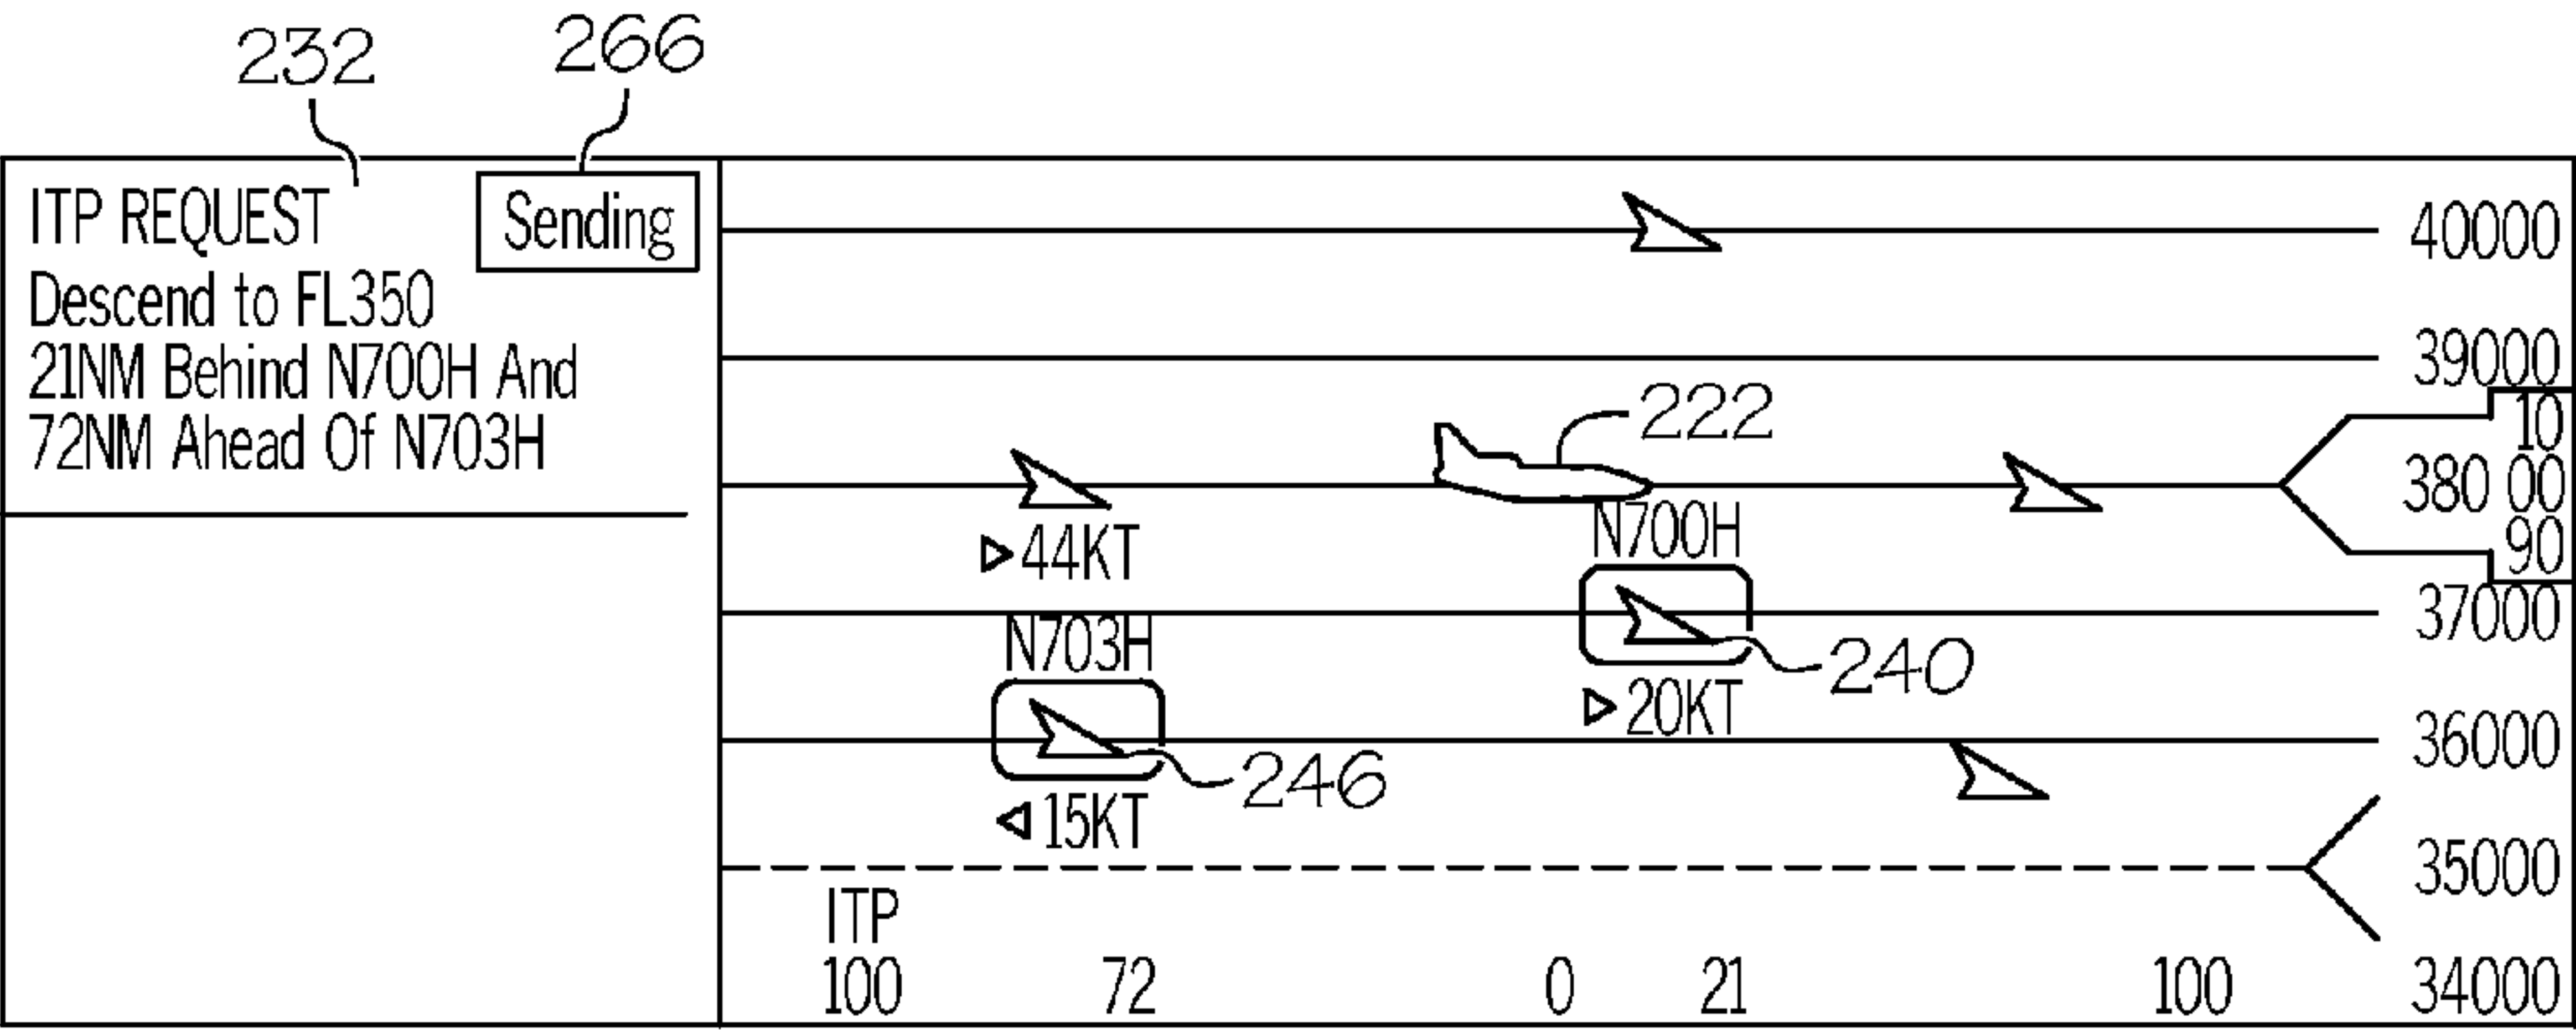 232
266
ITP REQUEST
Sending
Descend to FL350
21NM Behind N700H And
72NM Ahead Of N703H
40000
39000
10
222
380 00
N700H
44KT
90
37000
N703H
240
20KT
36000
246
15KT
35000
ITP
100 72 0 21 100 34000